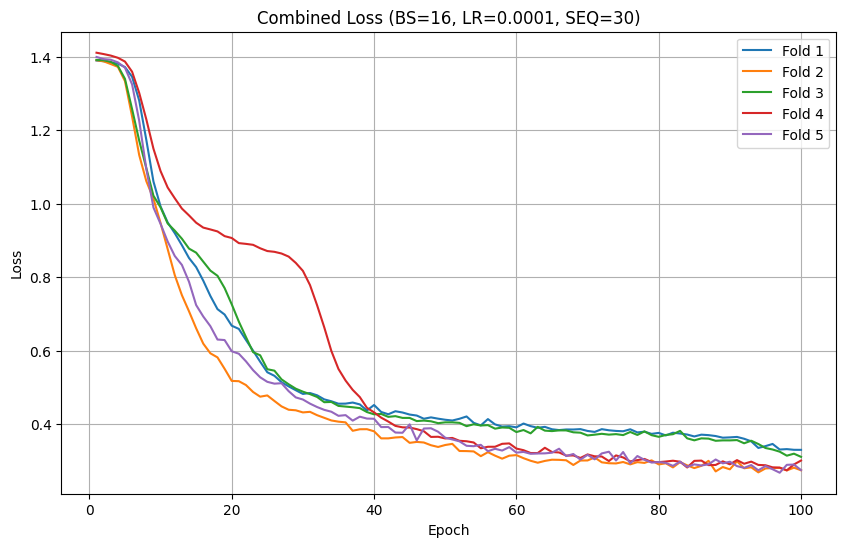 Combined Loss (BS=16, LR=0.0001, SEQ=30)
Fold 1
Fold 2
Fold 3
Fold 4
Fold 5
Loss
1.4
1.2
1.0
0.8
0.6
0.4
0
20
40
60
80
100
Epoch